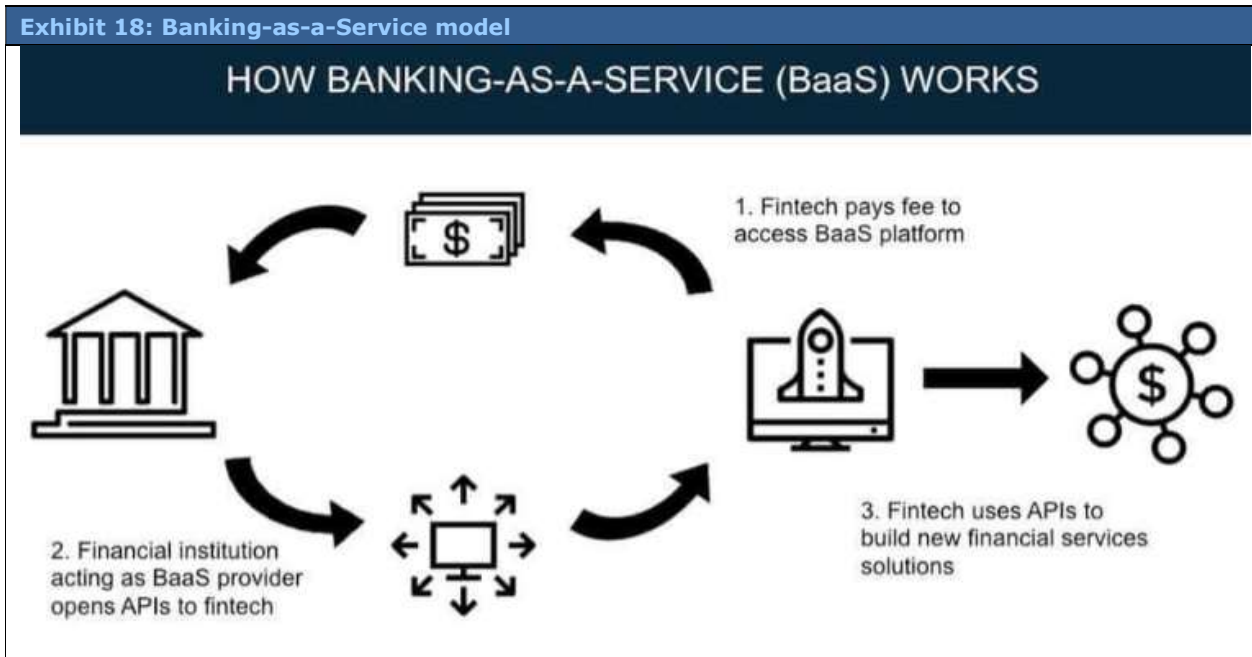 Exhibit 18: Banking-as-a-Service model
HOW BANKING-AS-A-SERVICE (BaaS) WORKS
$
1. Fintech pays fee to
access BaaS platform
$
2. Financial institution
acting as BaaS provider
opens APIs to fintech
3. Fintech uses APIs to
build new financial services
solutions